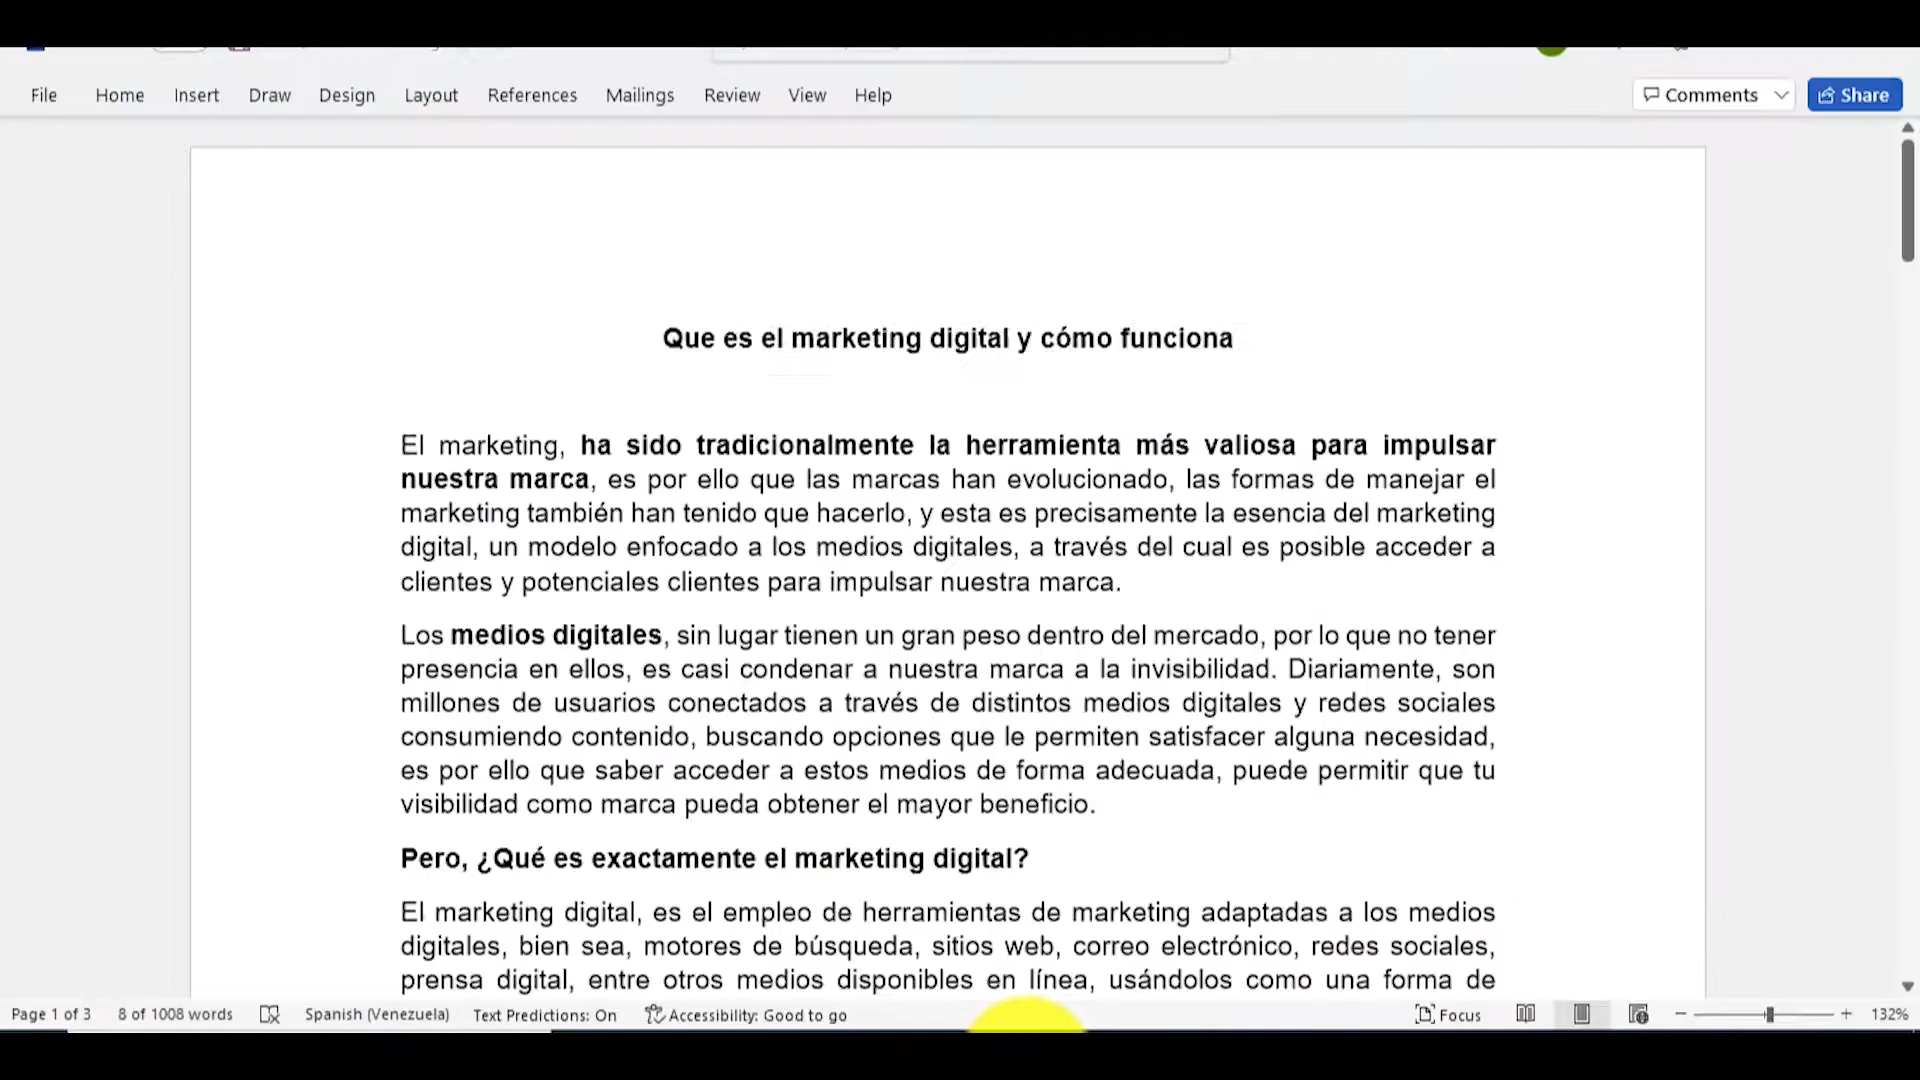 File Home Insert Draw Design Layout References Mailings Review View Help Comments Share
Que es el marketing digital y cómo funciona
El marketing, ha sido tradicionalmente la herramienta más valiosa para impulsar
nuestra marca, es por ello que las marcas han evolucionado, las formas de manejar el
marketing también han tenido que hacerlo, y esta es precisamente la esencia del marketing
digital, un modelo enfocado a los medios digitales, a través del cual es posible acceder a
clientes y potenciales clientes para impulsar nuestra marca.
Los medios digitales, sin lugar tienen un gran peso dentro del mercado, por lo que no tener
presencia en ellos, es casi condenar a nuestra marca a la invisibilidad. Diariamente, son
millones de usuarios conectados a través de distintos medios digitales y redes sociales
consumiendo contenido, buscando opciones que le permiten satisfacer alguna necesidad,
es por ello que saber acceder a estos medios de forma adecuada, puede permitir que tu
visibilidad como marca pueda obtener el mayor beneficio.
Pero, ¿Qué es exactamente el marketing digital?
El marketing digital, es el empleo de herramientas de marketing adaptadas a los medios
digitales, bien sea, motores de búsqueda, sitios web, correo electrónico, redes sociales,
prensa digital, entre otros medios disponibles en línea, usándolos como una forma de
Page 1 of 3 8 of 1008 words Spanish (Venezuela) Text Predictions: On Accessibility: Good to go Focus 132%